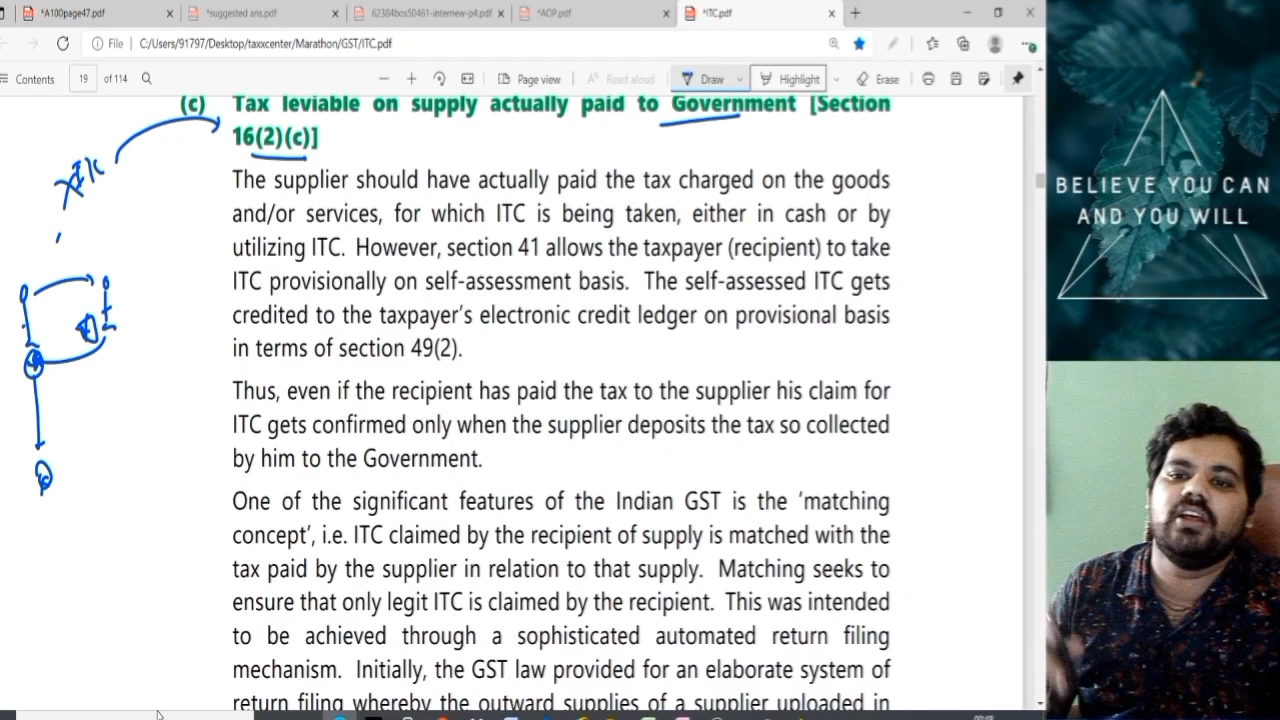 *A100page47.pdf
*suggested ans.pdf
62384bos50461-internew-p4.pdf
*AOP.pdf
*ITC.pdf
File
C:/Users/91797/Desktop/taxxcenter/Marathon/GST/ITC.pdf
Contents
19 of 114
Page view
Read aloud
Draw
Highlight
Erase
(c) Tax leviable on supply actually paid to Government [Section
16(2)(c)]
The supplier should have actually paid the tax charged on the goods
and/or services, for which ITC is being taken, either in cash or by
utilizing ITC. However, section 41 allows the taxpayer (recipient) to take
ITC provisionally on self-assessment basis. The self-assessed ITC gets
credited to the taxpayer's electronic credit ledger on provisional basis
in terms of section 49(2).
Thus, even if the recipient has paid the tax to the supplier his claim for
ITC gets confirmed only when the supplier deposits the tax so collected
by him to the Government.
One of the significant features of the Indian GST is the 'matching
concept', i.e. ITC claimed by the recipient of supply is matched with the
tax paid by the supplier in relation to that supply. Matching seeks to
ensure that only legit ITC is claimed by the recipient. This was intended
to be achieved through a sophisticated automated return filing
mechanism. Initially, the GST law provided for an elaborate system of
return filing whereby the outward supplies of a supplier uploaded in
BELIEVE YOU CAN
AND YOU WILL